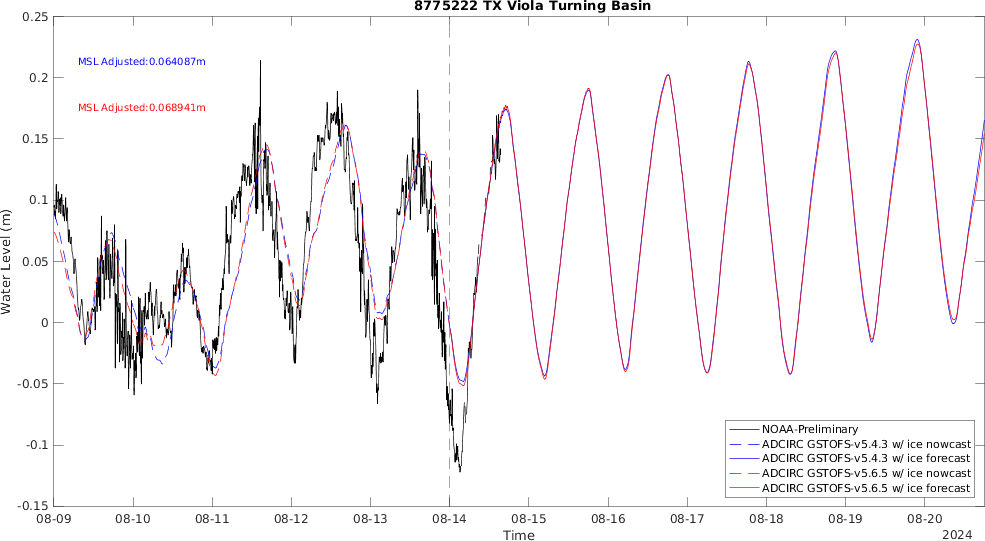 8775222 TX Viola Turning Basin
0.25
0.2
0.15
0.1
0.05
0
-0.05
-0.1
-0.15
Water Level (m)
MSL Adjusted:0.064087m
MSL Adjusted:0.068941m
NOAA-Preliminary
ADCIRC GSTOFS-v5.4.3 w/ ice nowcast
ADCIRC GSTOFS-v5.4.3 w/ ice forecast
ADCIRC GSTOFS-v5.6.5 w/ ice nowcast
ADCIRC GSTOFS-v5.6.5 w/ ice forecast
08-09 08-10 08-11 08-12 08-13 08-14 08-15 08-16 08-17 08-18 08-19 08-20
Time
2024